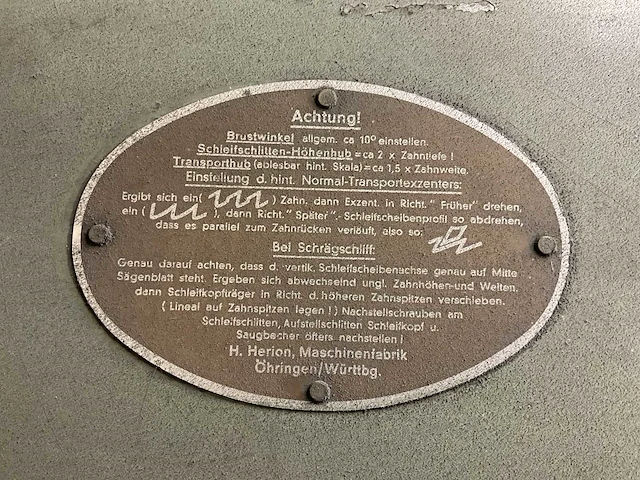 Achtung!
Brustwinkel allgem. ca 10° einstellen.
Schleifschlitten-Höhenhub = ca 2 x Zahntiefe!
Transporthub (ablesbar hint. Skala) = ca 1,5 x Zahnweite.
Einstellung d. hint. Normal-Transportexzenters:
Ergibt sich ein ( ) Zahn, dann Exzent. in Richt. " Früher" drehen,
ein ( ), dann Richt. " Später".- Schleifscheibenprofil so abdrehen,
dass es parallel zum Zahnrücken verläuft, also so:
Bei Schrägschliff:
Genau darauf achten, dass d. vertik. Schleifscheibenachse genau auf Mitte
Sägenblatt steht. Ergeben sich abwechselnd ungl. Zahnhöhen-und Weiten,
dann Schleifkopfträger in Richt. d. höheren Zahnspitzen verschieben.
( Lineal auf Zahnspitzen legen ! ) Nachstellschrauben am
Schleifschlitten, Aufstellschlitten Schleifkopf u.
Saugbecher öfters nachstellen !
H. Herion, Maschinenfabrik
Öhringen/Württbg.